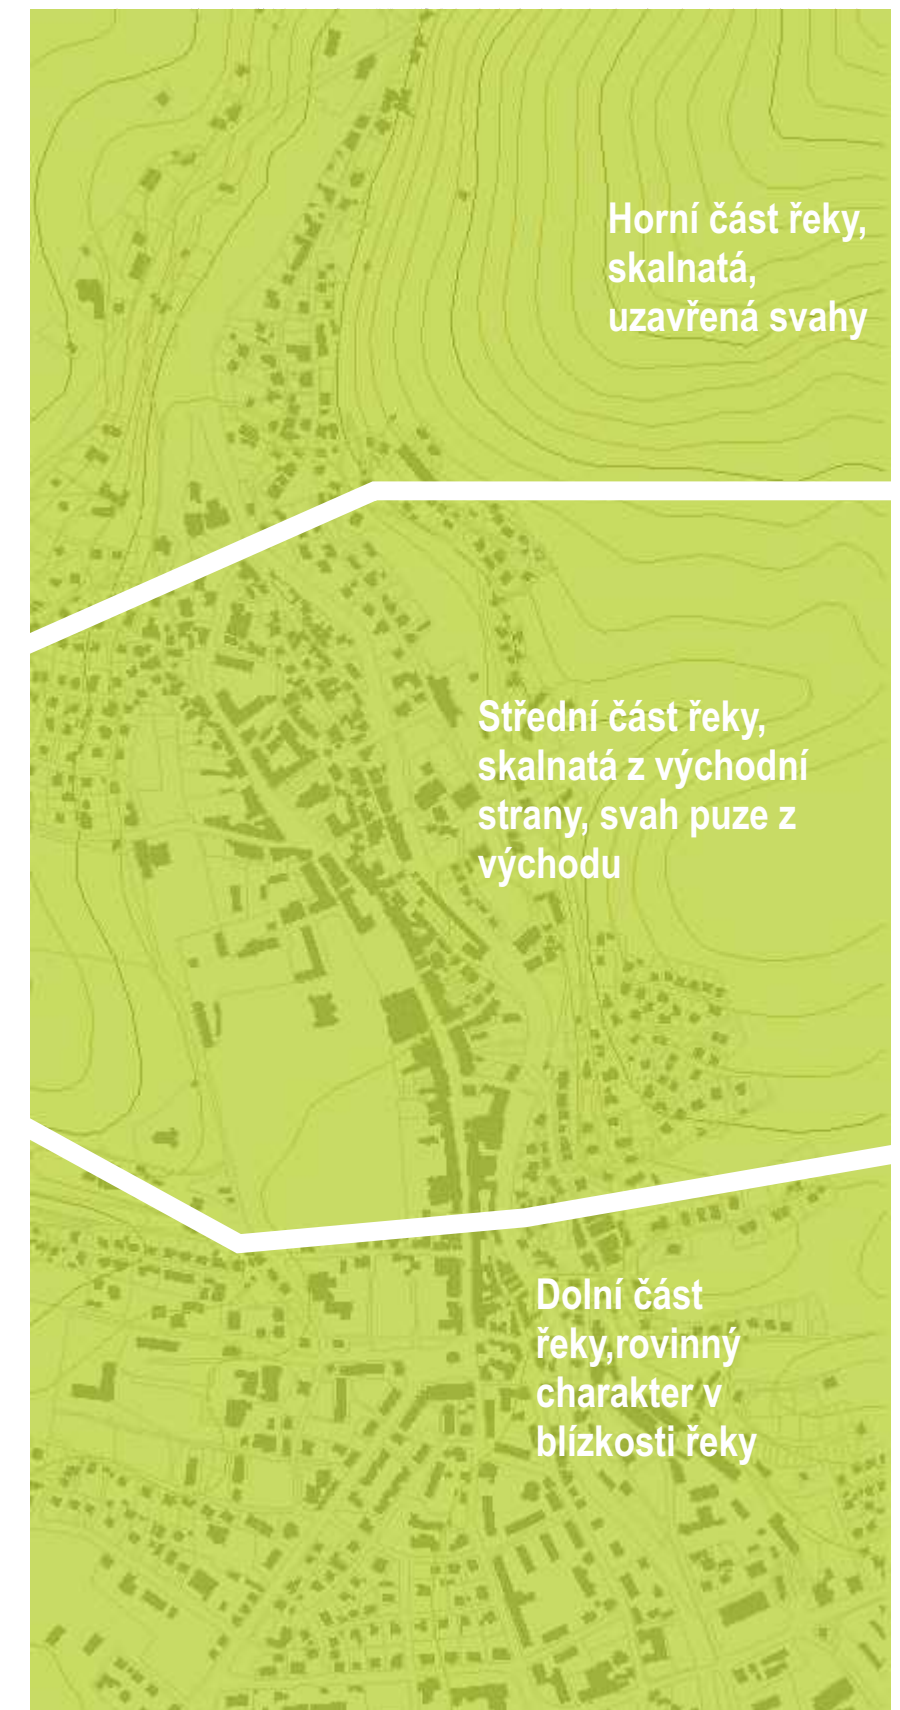 Horní část řeky,
skalnatá,
uzavřená svahy
Střední část řeky,
skalnatá z východní
strany, svah puze z
východu
Dolní část
řeky,rovinný
charakter v
blízkosti řeky